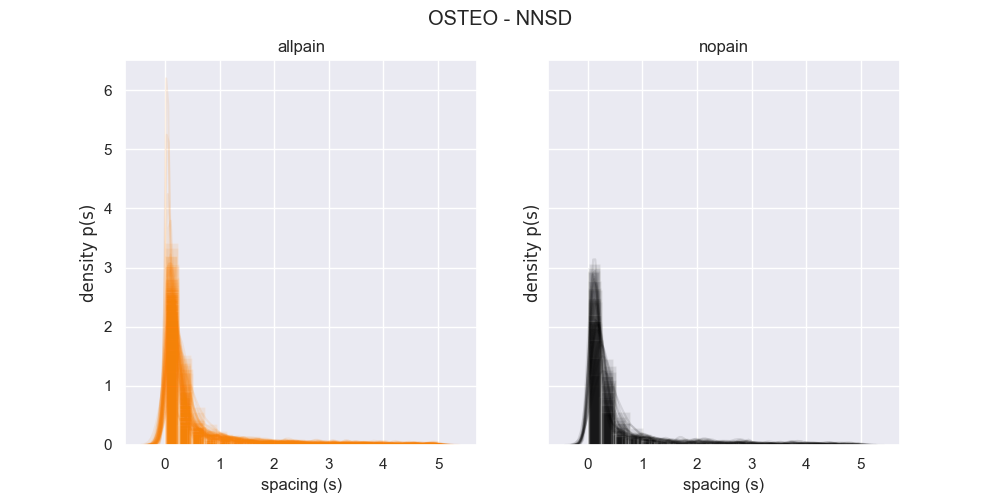 OSTEO - NNSD
allpain
nopain
density p(s)
6
5
4
3
2
1
0
0 1 2 3 4 5
spacing (s)
density p(s)
0 1 2 3 4 5
spacing (s)